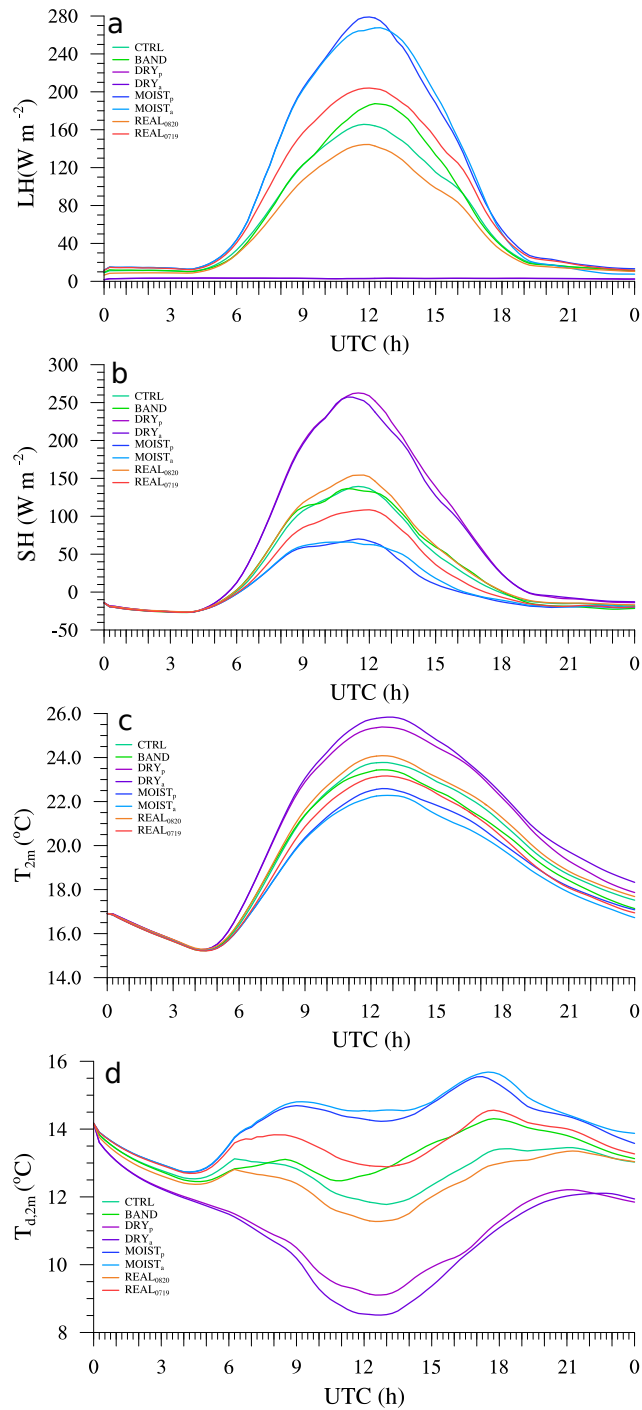 a
280
240
200
160
120
80
40
0
LH(W m⁻²)
CTRL
BAND
DRYₚ
DRYₐ
MOISTₚ
MOISTₐ
REAL₀₈₂₀
REAL₀₇₁₉
0 3 6 9 12 15 18 21 0
UTC (h)
b
300
250
200
150
100
50
0
-50
SH (W m⁻²)
CTRL
BAND
DRYₚ
DRYₐ
MOISTₚ
MOISTₐ
REAL₀₈₂₀
REAL₀₇₁₉
0 3 6 9 12 15 18 21 0
UTC (h)
c
26.0
24.0
22.0
20.0
18.0
16.0
14.0
T2m (°C)
CTRL
BAND
DRYₚ
DRYₐ
MOISTₚ
MOISTₐ
REAL₀₈₂₀
REAL₀₇₁₉
0 3 6 9 12 15 18 21 0
UTC (h)
d
16
14
12
10
8
Td,2m (°C)
CTRL
BAND
DRYₚ
DRYₐ
MOISTₚ
MOISTₐ
REAL₀₈₂₀
REAL₀₇₁₉
0 3 6 9 12 15 18 21 0
UTC (h)